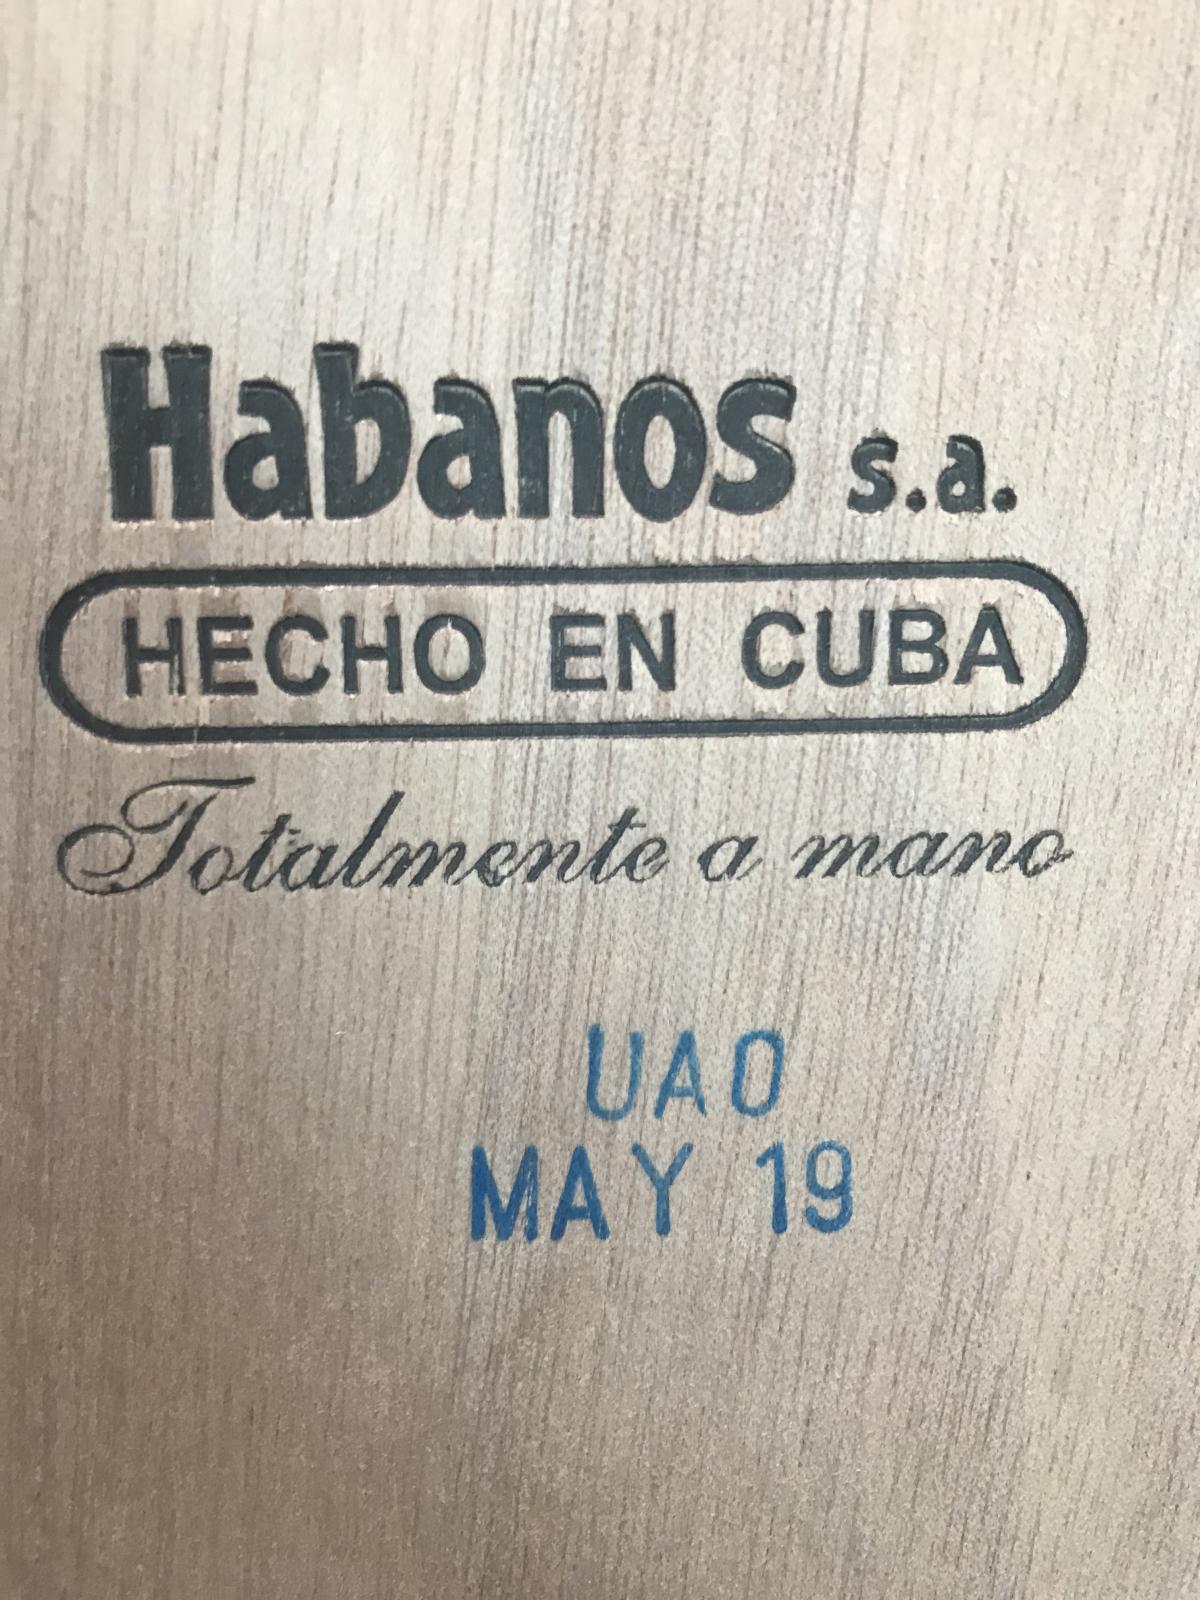 Habanos s.a.
HECHO EN CUBA
Totalmente a mano
UAO
MAY 19